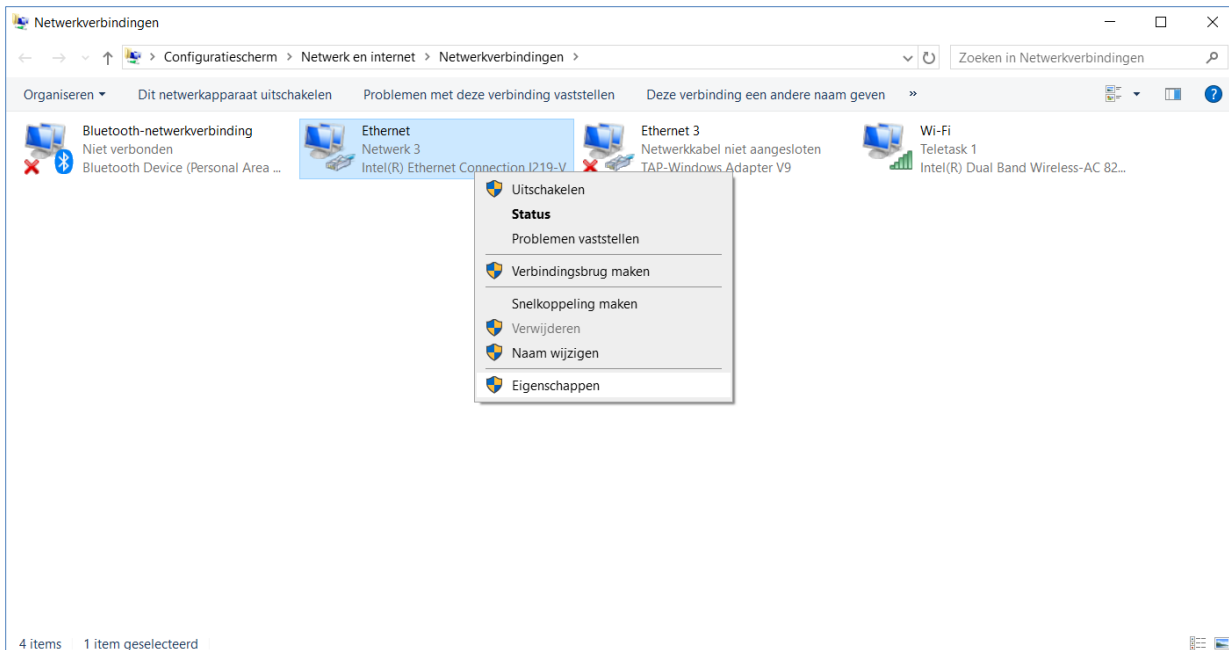 Netwerkverbindingen
Configuratiescherm > Netwerk en internet > Netwerkverbindingen >
Zoeken in Netwerkverbindingen
Organiseren Dit netwerkapparaat uitschakelen Problemen met deze verbinding vaststellen Deze verbinding een andere naam geven »
Bluetooth-netwerkverbinding
Niet verbonden
Bluetooth Device (Personal Area ...
Ethernet
Netwerk 3
Intel(R) Ethernet Connection I219-V
Ethernet 3
Netwerkkabel niet aangesloten
TAP-Windows Adapter V9
Wi-Fi
Teletask 1
Intel(R) Dual Band Wireless-AC 82...
Uitschakelen
Status
Problemen vaststellen
Verbindingsbrug maken
Snelkoppeling maken
Verwijderen
Naam wijzigen
Eigenschappen
4 items 1 item geselecteerd